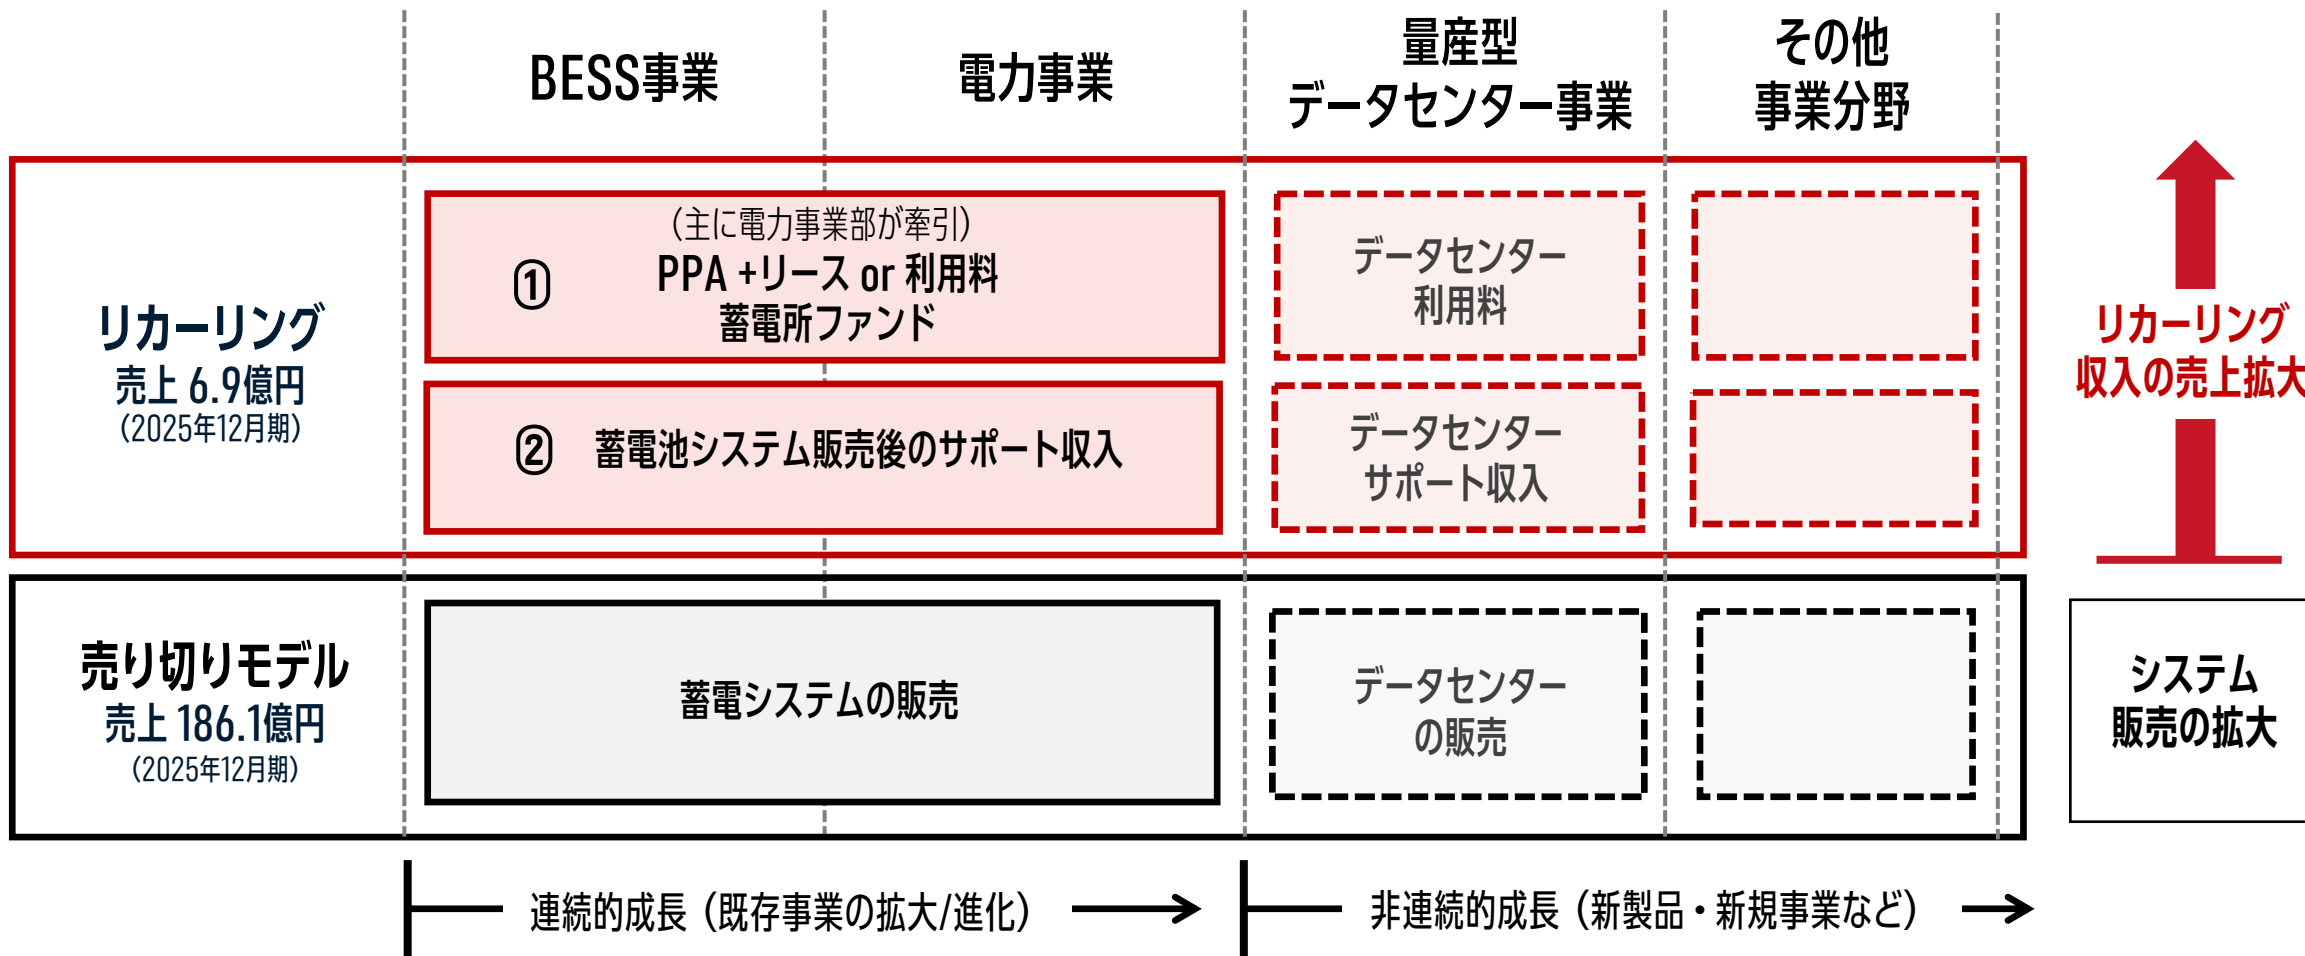 BESS事業
電力事業
量産型
データセンター事業
その他
事業分野
リカーリング
売上 6.9億円
（2025年12月期）
①
（主に電力事業部が牽引）
PPA +リース or 利用料
蓄電所ファンド
データセンター
利用料
②
蓄電池システム販売後のサポート収入
データセンター
サポート収入
リカーリング
収入の売上拡大
売り切りモデル
売上 186.1億円
（2025年12月期）
蓄電システムの販売
データセンター
の販売
システム
販売の拡大
連続的成長（既存事業の拡大/進化）
非連続的成長（新製品・新規事業など）